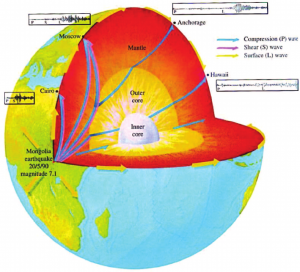 Anchorage
Moscow
Mantle
Compression (P) wave
Shear (S) wave
Surface (L) wave
Hawaii
Cairo
Outer
core
Inner
core
Mongolia
earthquake
20/5/90
magnitude 7.1